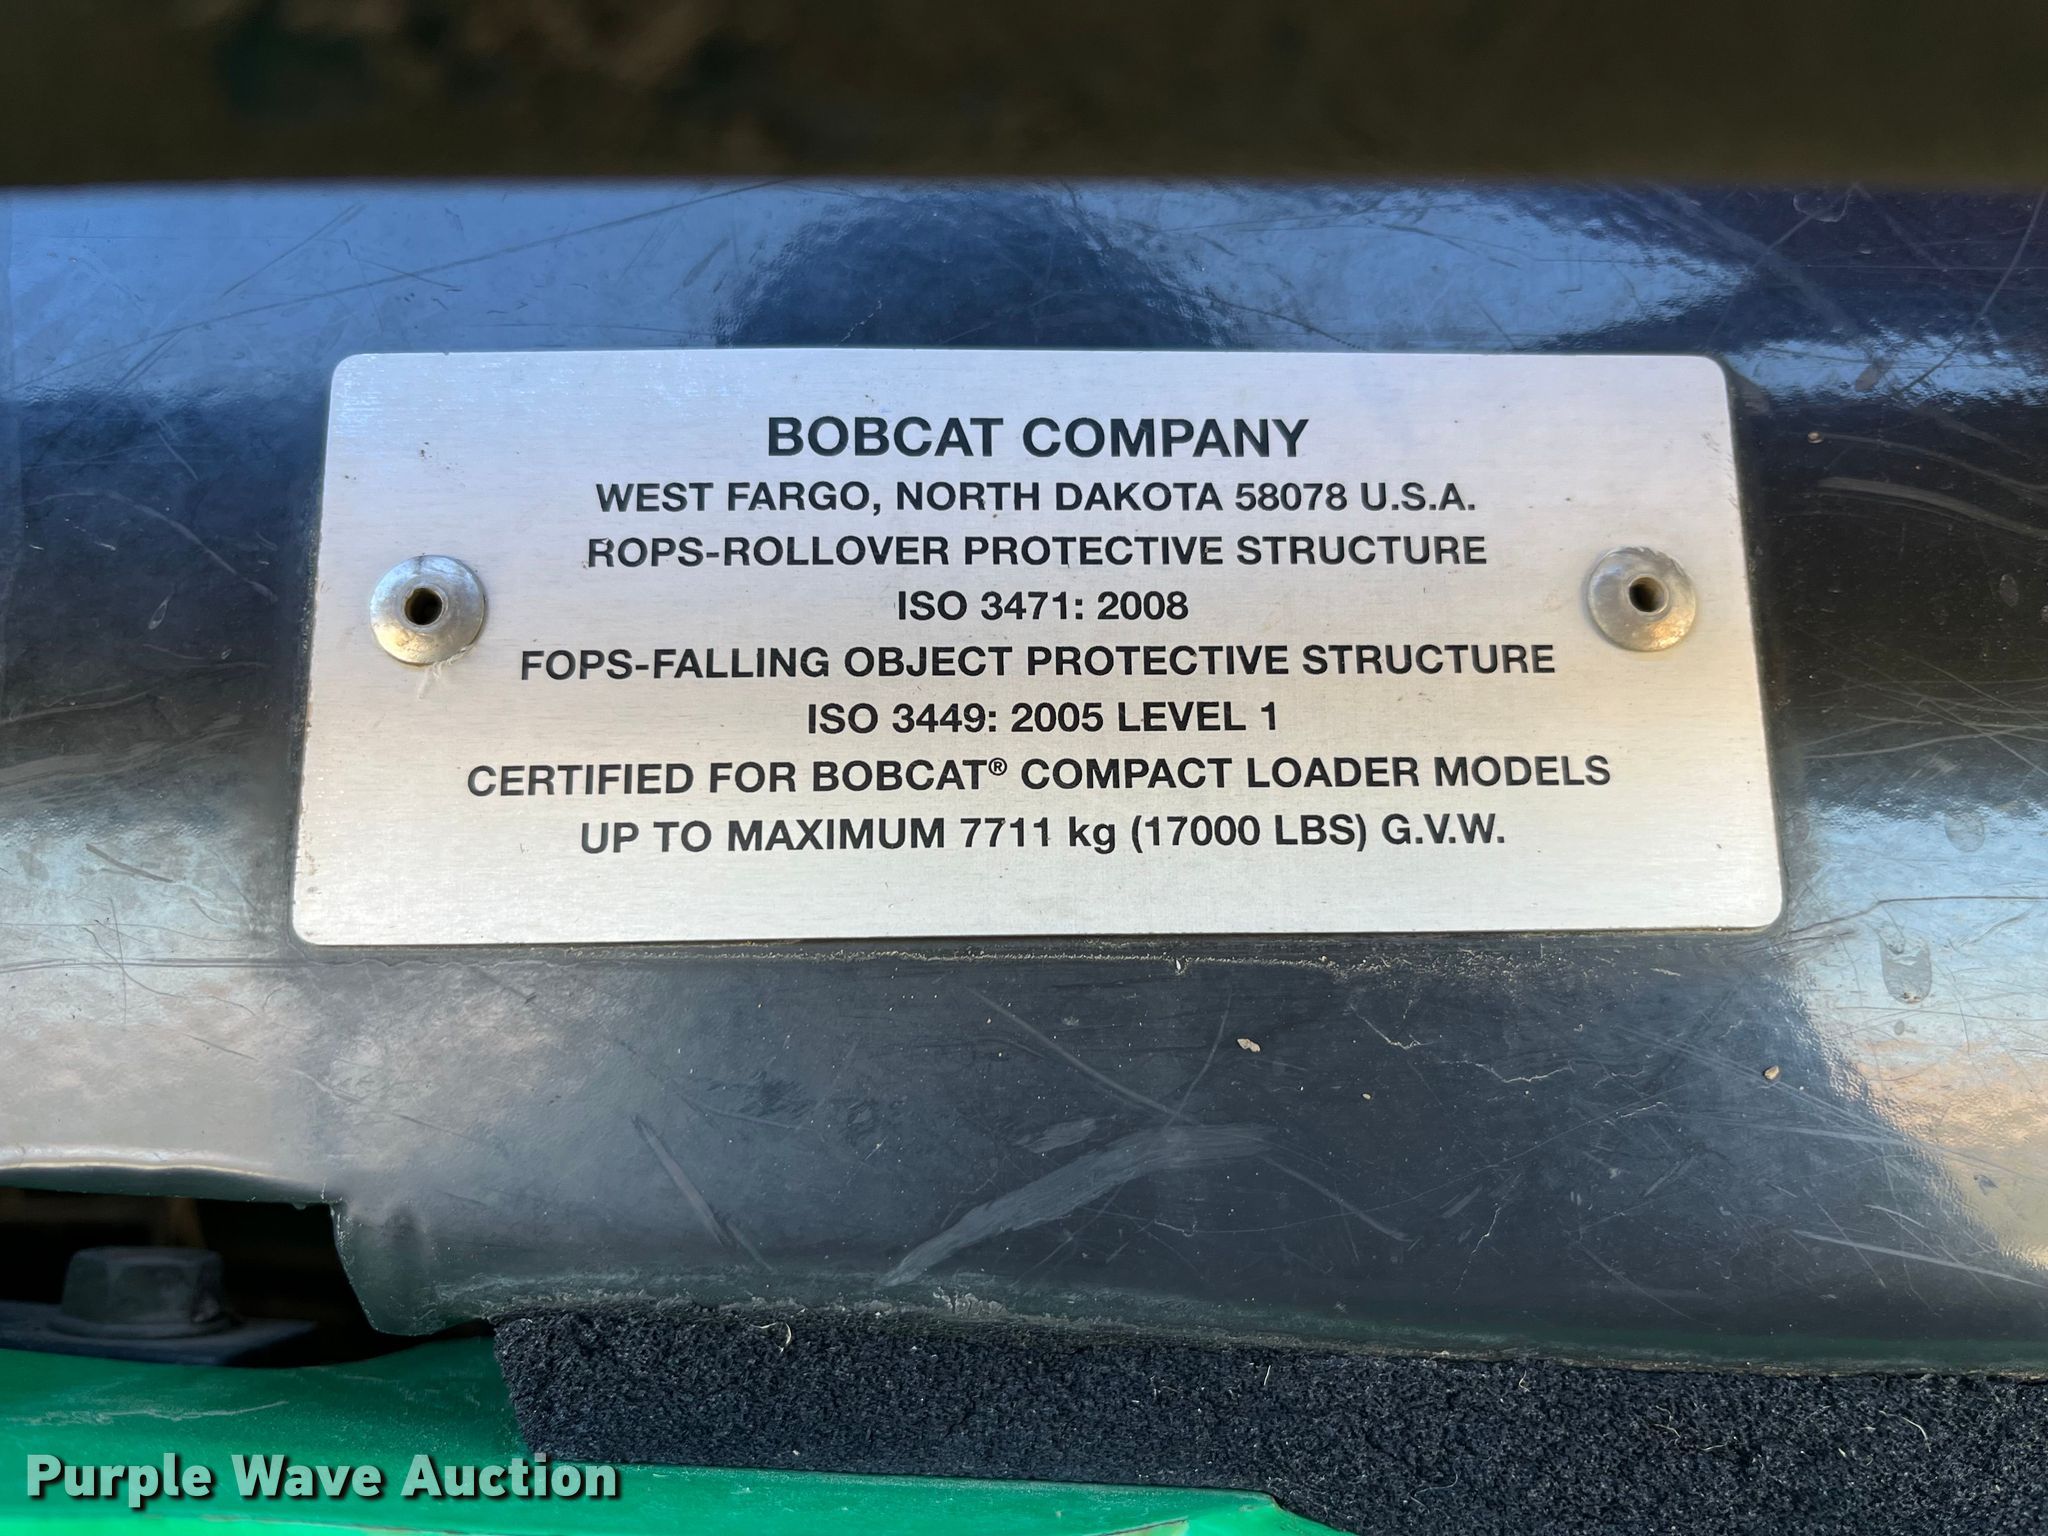 BOBCAT COMPANY
WEST FARGO, NORTH DAKOTA 58078 U.S.A.
ROPS-ROLLOVER PROTECTIVE STRUCTURE
ISO 3471: 2008
FOPS-FALLING OBJECT PROTECTIVE STRUCTURE
ISO 3449: 2005 LEVEL 1
CERTIFIED FOR BOBCAT® COMPACT LOADER MODELS
UP TO MAXIMUM 7711 kg (17000 LBS) G.V.W.
Purple Wave Auction